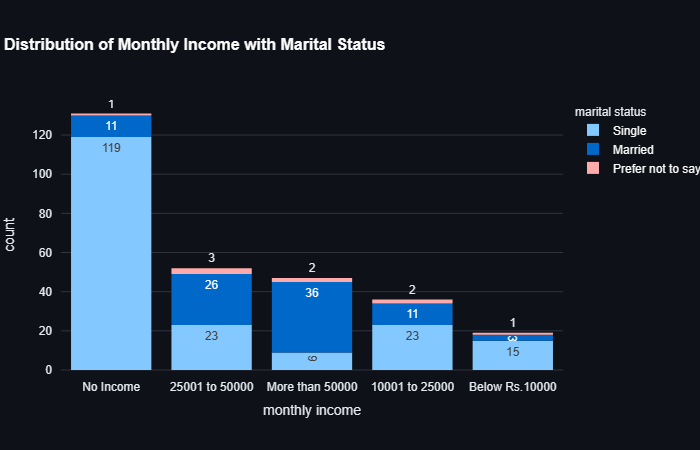 Distribution of Monthly Income with Marital Status
marital status
Single
Married
Prefer not to say
count
120
100
80
60
40
20
0
1
11
119
3
26
23
2
36
9
2
11
23
1
3
15
No Income
25001 to 50000
More than 50000
10001 to 25000
Below Rs.10000
monthly income